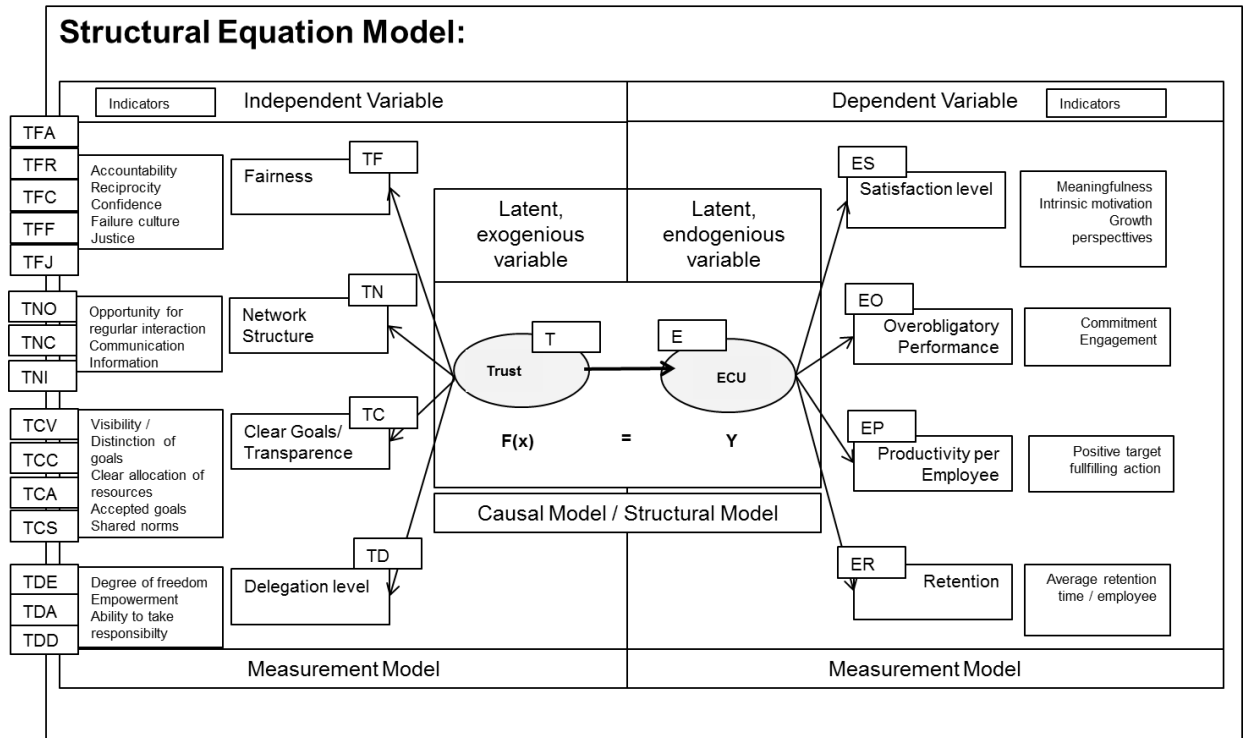 Structural Equation Model:
Indicators
Independent Variable
Dependent Variable
Indicators
TFA
TFR
TFC
TFF
TFJ
Accountability
Reciprocity
Confidence
Failure culture
Justice
TF
Fairness
TNO
TNC
TNI
Opportunity for
regurlar interaction
Communication
Information
TN
Network
Structure
TCV
TCC
TCA
TCS
Visibility /
Distinction of
goals
Clear allocation of
resources
Accepted goals
Shared norms
TC
Clear Goals/
Transparence
TDE
TDA
TDD
Degree of freedom
Empowerment
Ability to take
responsibilty
TD
Delegation level
Latent,
exogenious
variable
Latent,
endogenious
variable
T
Trust
E
ECU
F(x)
=
Y
Causal Model / Structural Model
ES
Satisfaction level
Meaningfulness
Intrinsic motivation
Growth
perspecttives
EO
Overobligatory
Performance
Commitment
Engagement
EP
Productivity per
Employee
Positive target
fullfilling action
ER
Retention
Average retention
time / employee
Measurement Model
Measurement Model